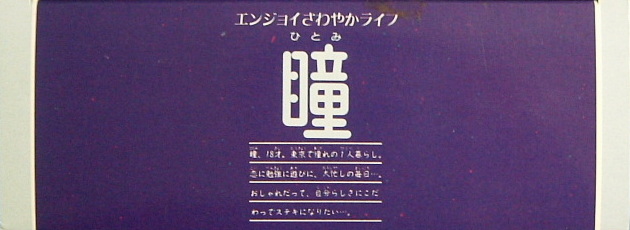 エンジョイさわやかライフ
ひとみ
瞳
瞳、18才。東京で憧れの1人暮らし。
恋に勉強に遊びに、大忙しの毎日…。
おしゃれだって、自分らしさにこだ
わってステキになりたい…。